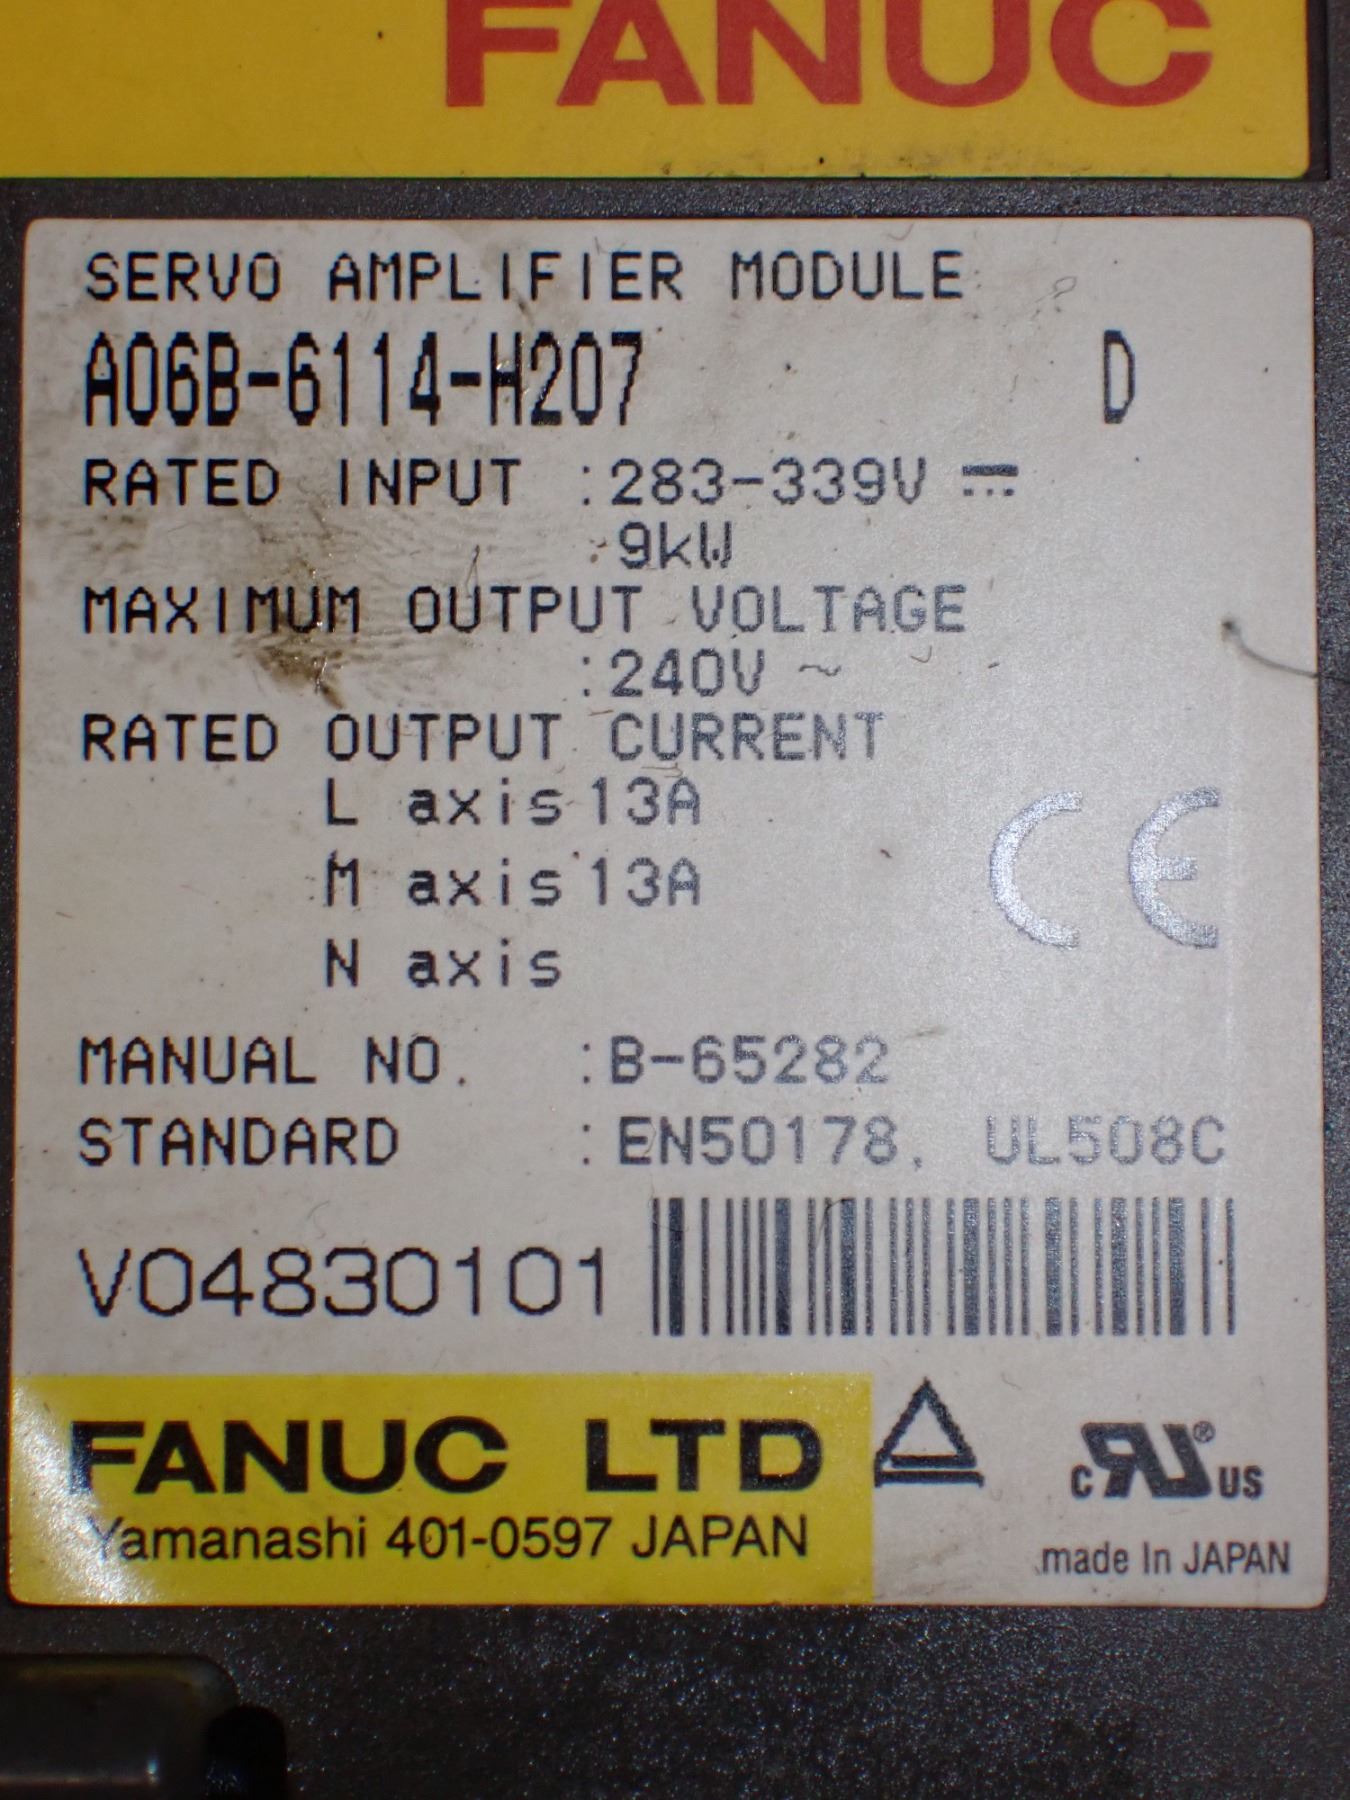 FANUC
SERVO AMPLIFIER MODULE
A06B-6114-H207 D
RATED INPUT :283-339V ⎓
9kW
MAXIMUM OUTPUT VOLTAGE
:240V ~
RATED OUTPUT CURRENT
L axis 13A
M axis 13A
N axis
CE
MANUAL NO. :B-65282
STANDARD :EN50178, UL508C
V04830101
FANUC LTD
Yamanashi 401-0597 JAPAN
c RU ® US
made In JAPAN